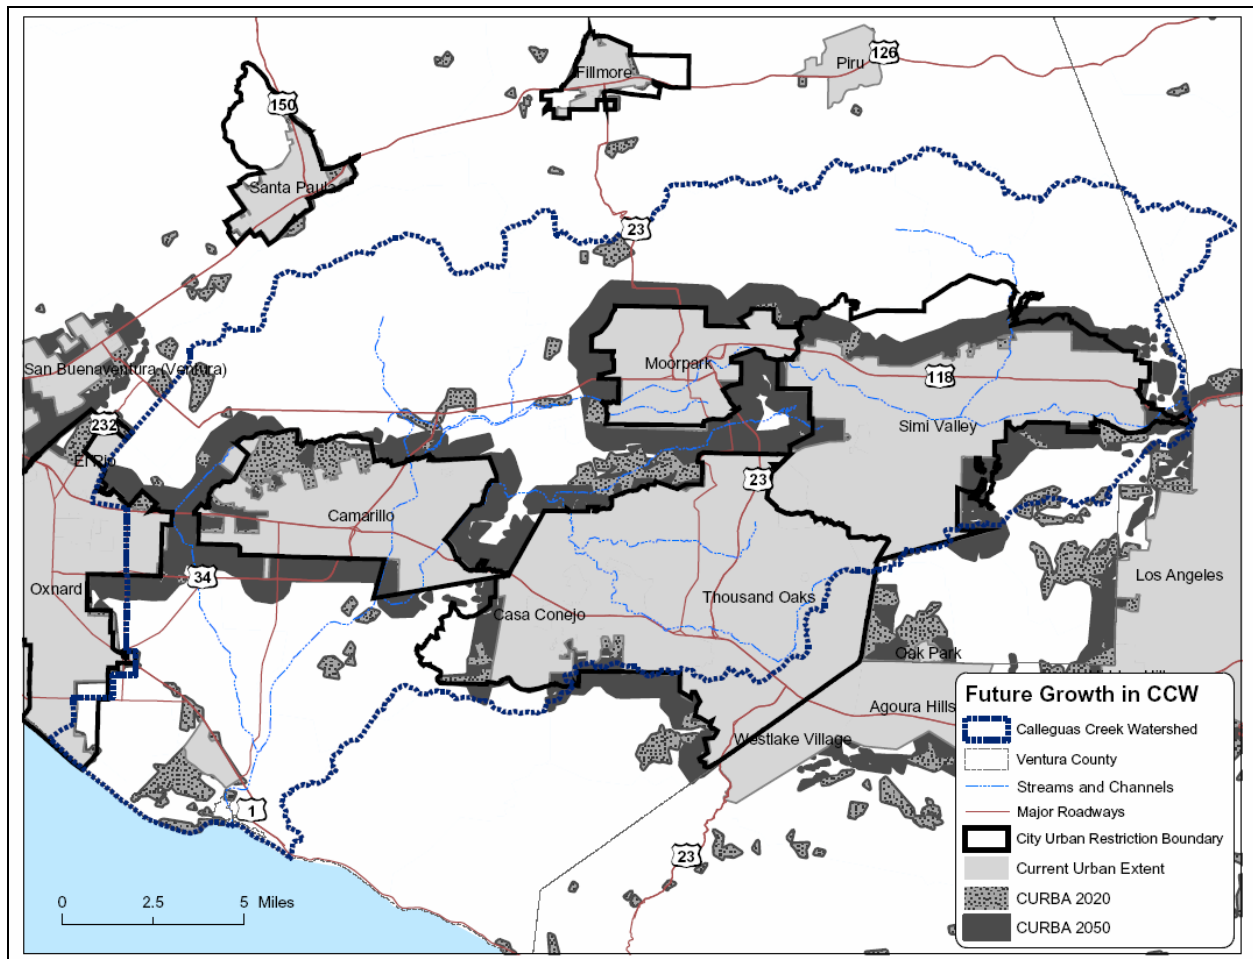 126
Piru
Fillmore
150
Santa Paula
23
San Buenaventura (Ventura)
Moorpark
118
232
Simi Valley
El Rio
23
Camarillo
34
Los Angeles
Oxnard
Thousand Oaks
Casa Conejo
Oak Park
Agoura Hills
Westlake Village
1
23
0 2.5 5 Miles
Future Growth in CCW
Calleguas Creek Watershed
Ventura County
Streams and Channels
Major Roadways
City Urban Restriction Boundary
Current Urban Extent
CURBA 2020
CURBA 2050